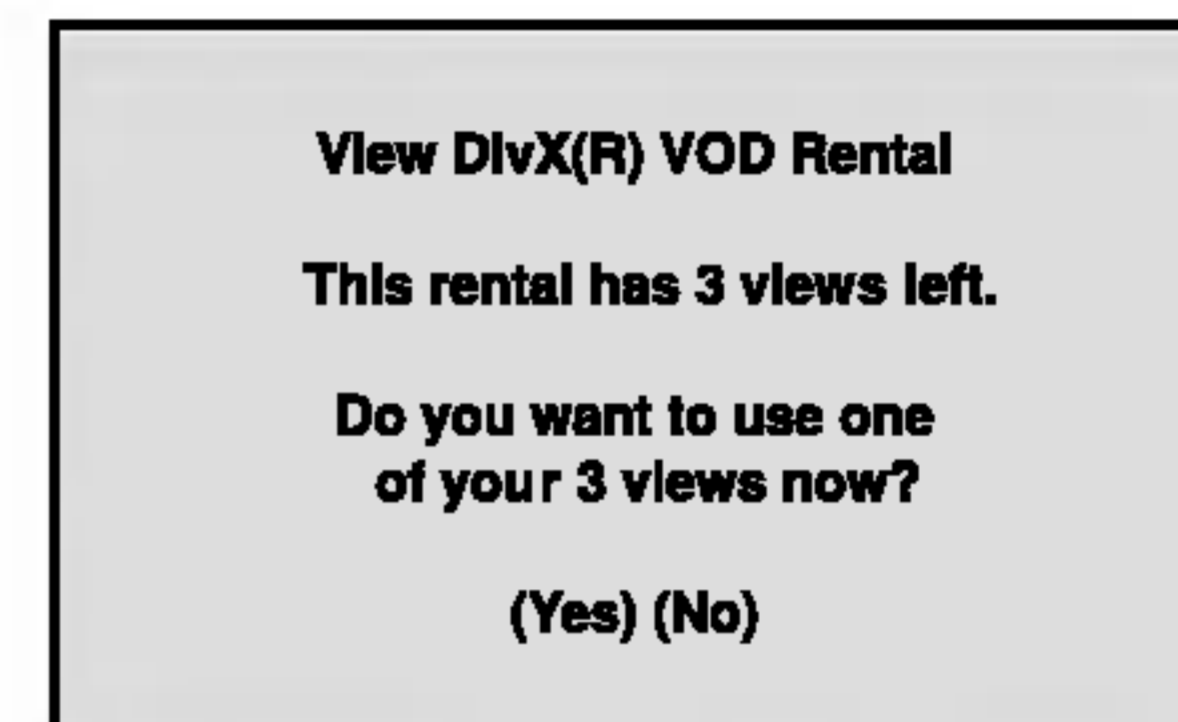 View DivX(R) VOD Rental
This rental has 3 views left.
Do you want to use one
of your 3 views now?
(Yes) (No)